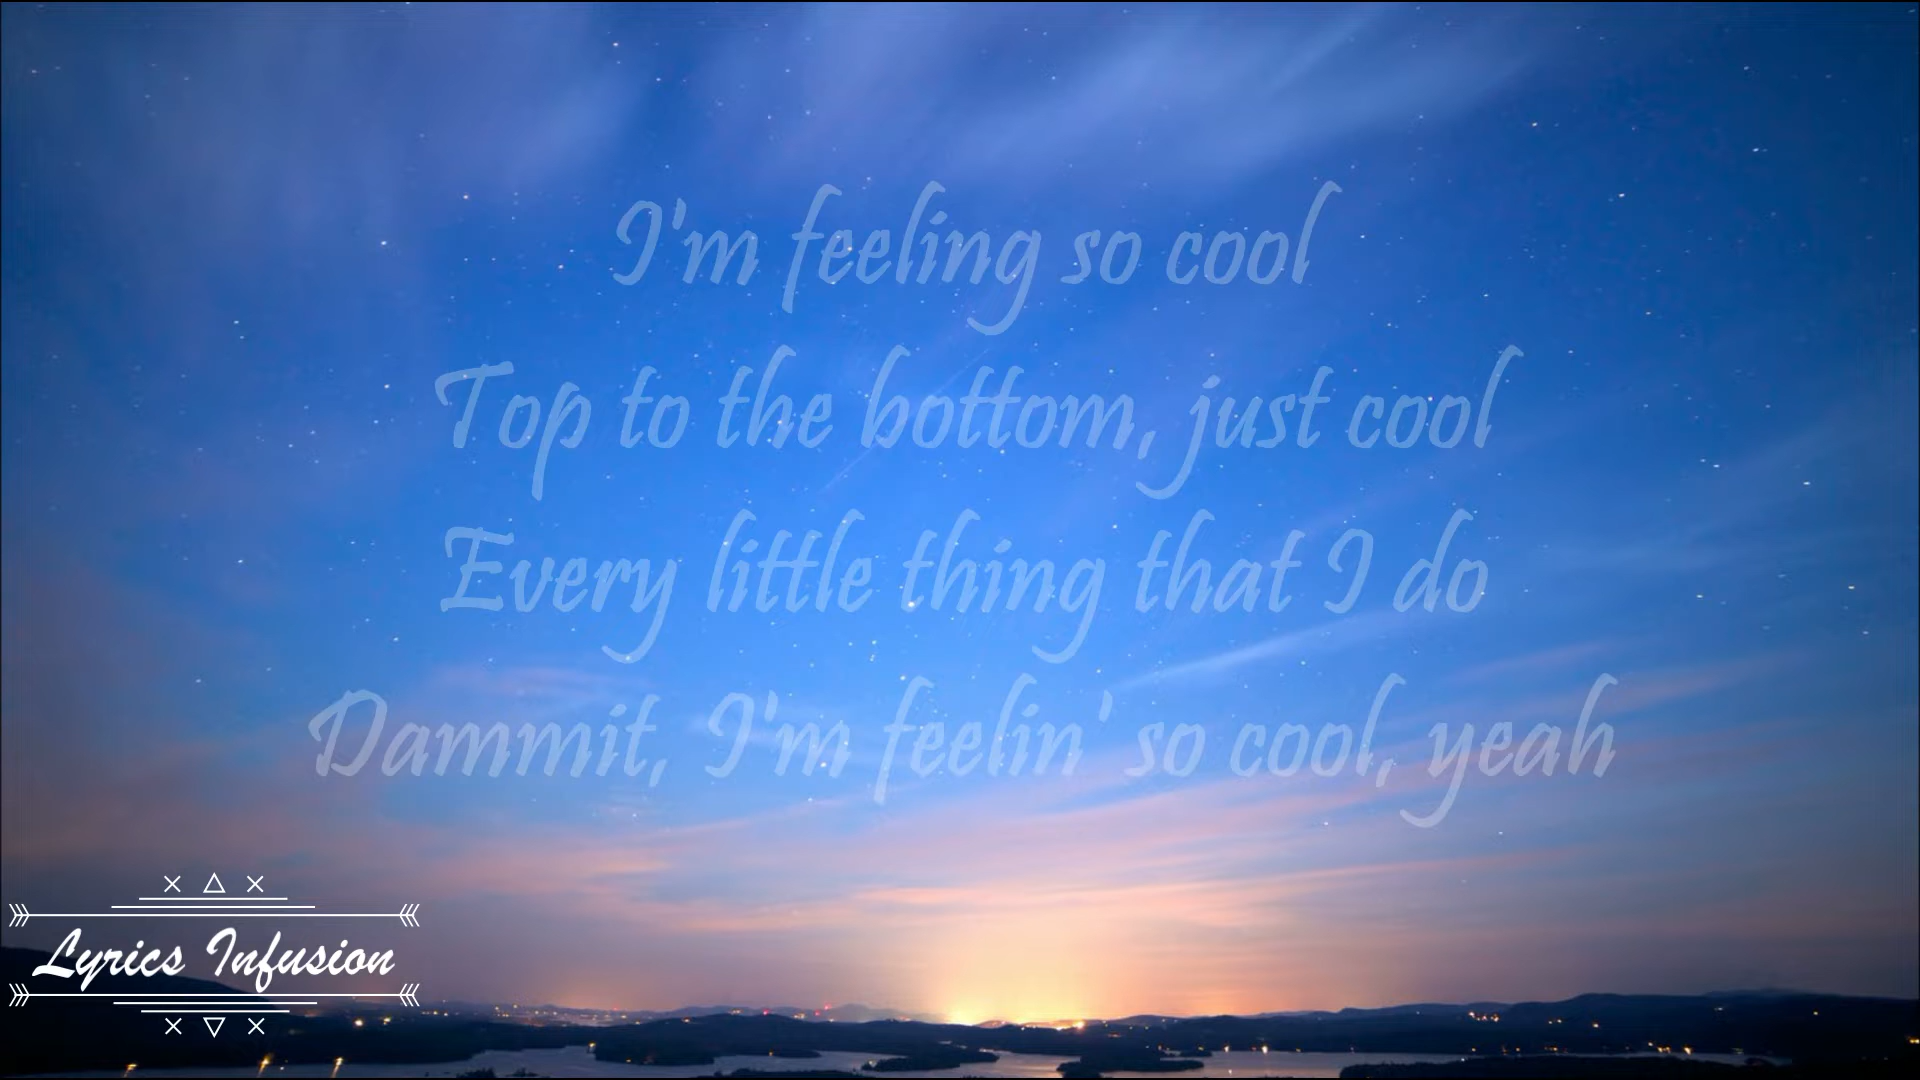 I'm feeling so cool
Top to the bottom, just cool
Every little thing that I do
Dammit, I'm feelin' so cool, yeah
Lyrics Infusion